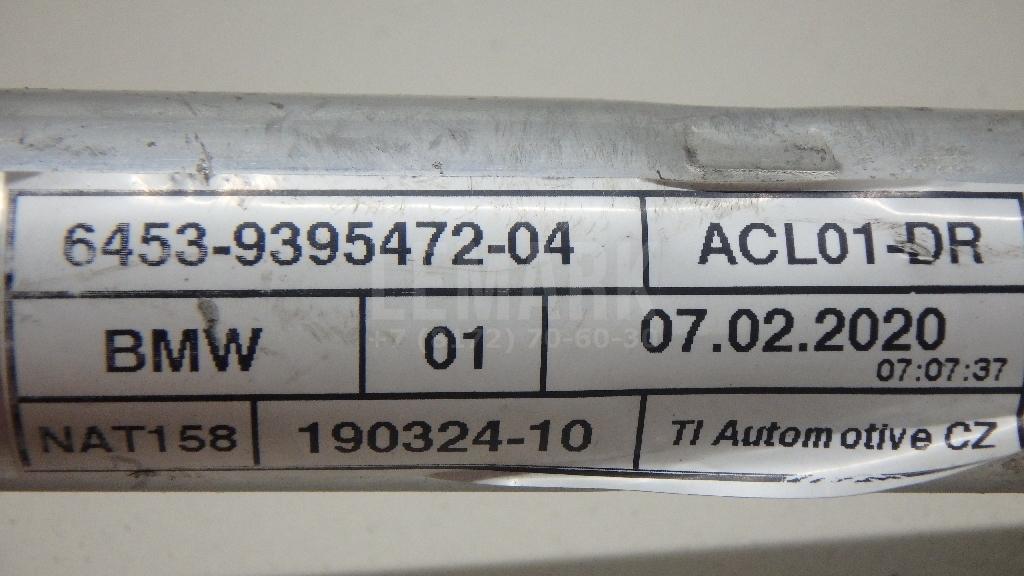 6453-9395472-04 ACL01-DR
LEMARK
BMW 01 07.02.2020
07:07:37
NAT158 190324-10 TI Automotive CZ